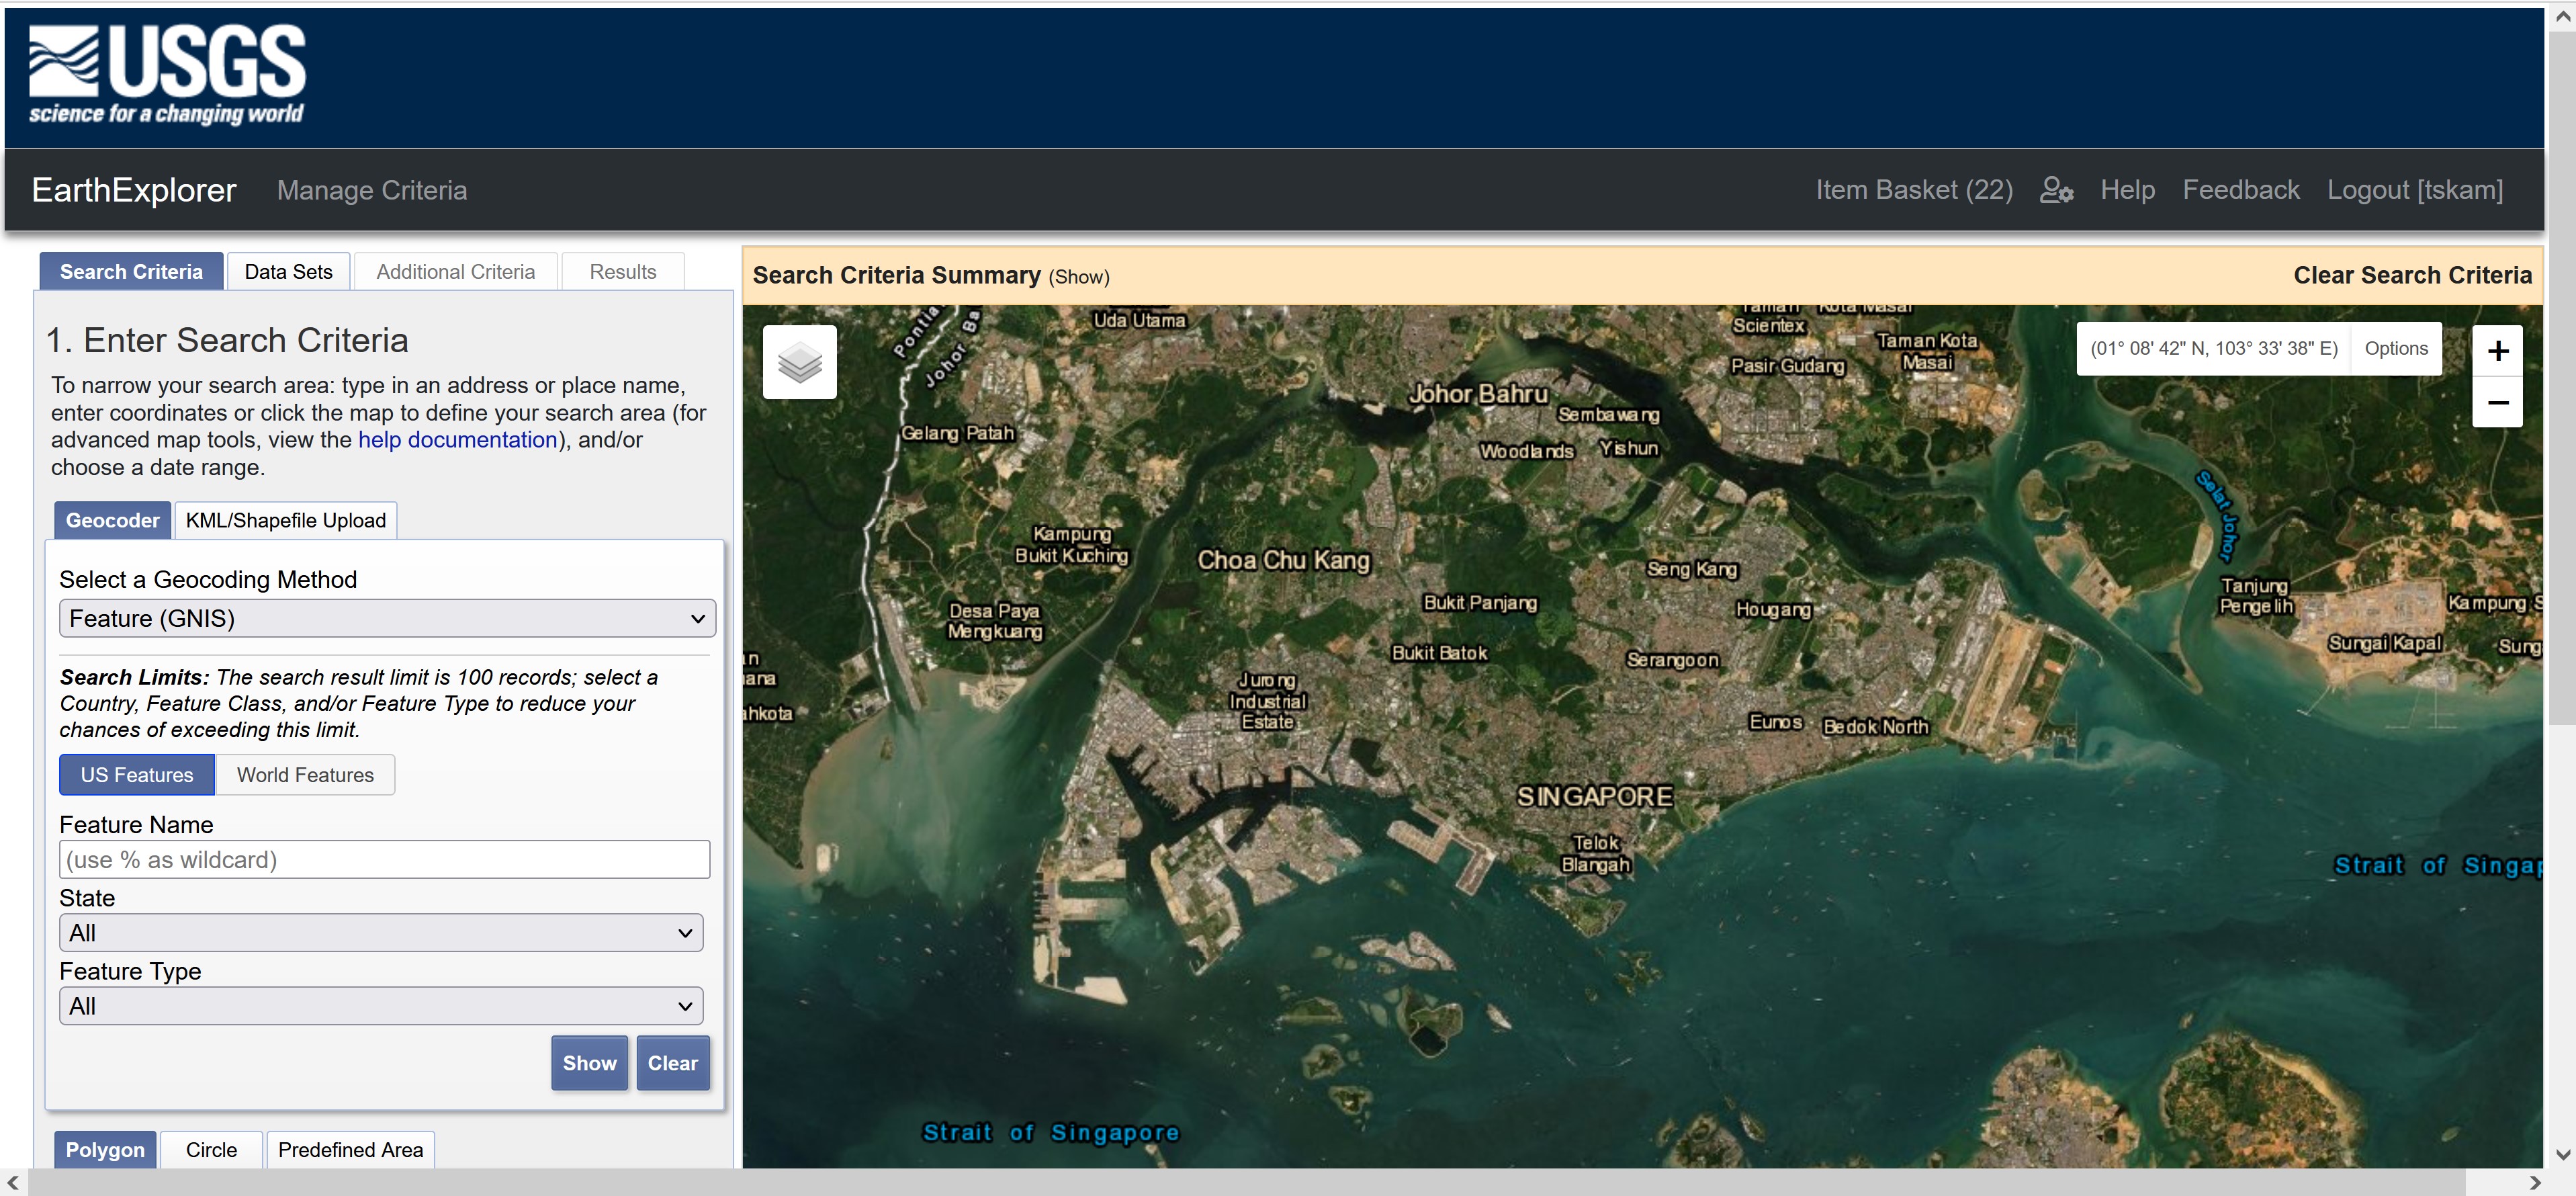 USGS
science for a changing world
EarthExplorer
Manage Criteria
Item Basket (22)
Help
Feedback
Logout [tskam]
Search Criteria
Data Sets
Additional Criteria
Results
1. Enter Search Criteria
To narrow your search area: type in an address or place name,
enter coordinates or click the map to define your search area (for
advanced map tools, view the help documentation), and/or
choose a date range.
Geocoder
KML/Shapefile Upload
Select a Geocoding Method
Feature (GNIS)
Search Limits: The search result limit is 100 records; select a
Country, Feature Class, and/or Feature Type to reduce your
chances of exceeding this limit.
US Features
World Features
Feature Name
(use % as wildcard)
State
All
Feature Type
All
Show
Clear
Polygon
Circle
Predefined Area
Search Criteria Summary (Show)
Clear Search Criteria
(01° 08' 42" N, 103° 33' 38" E)
Options
+
−
Pontia
Johor Ba
Uda Utama
Taman
Scientex
Kota Masai
Taman Kota
Masai
Pasir Gudang
Johor Bahru
Sembawang
Gelang Patah
Woodlands
Yishun
Selat Johor
Kampung
Bukit Kuching
Choa Chu Kang
Seng Kang
Tanjung
Pengelih
Kampung S
Desa Paya
Mengkuang
Bukit Panjang
Hougang
Sungai Kapal
Sung
Bukit Batok
Serangoon
n
ana
Jurong
Industrial
Estate
ahkota
Eunos
Bedok North
SINGAPORE
Telok
Blangah
Strait of Singap
Strait of Singapore